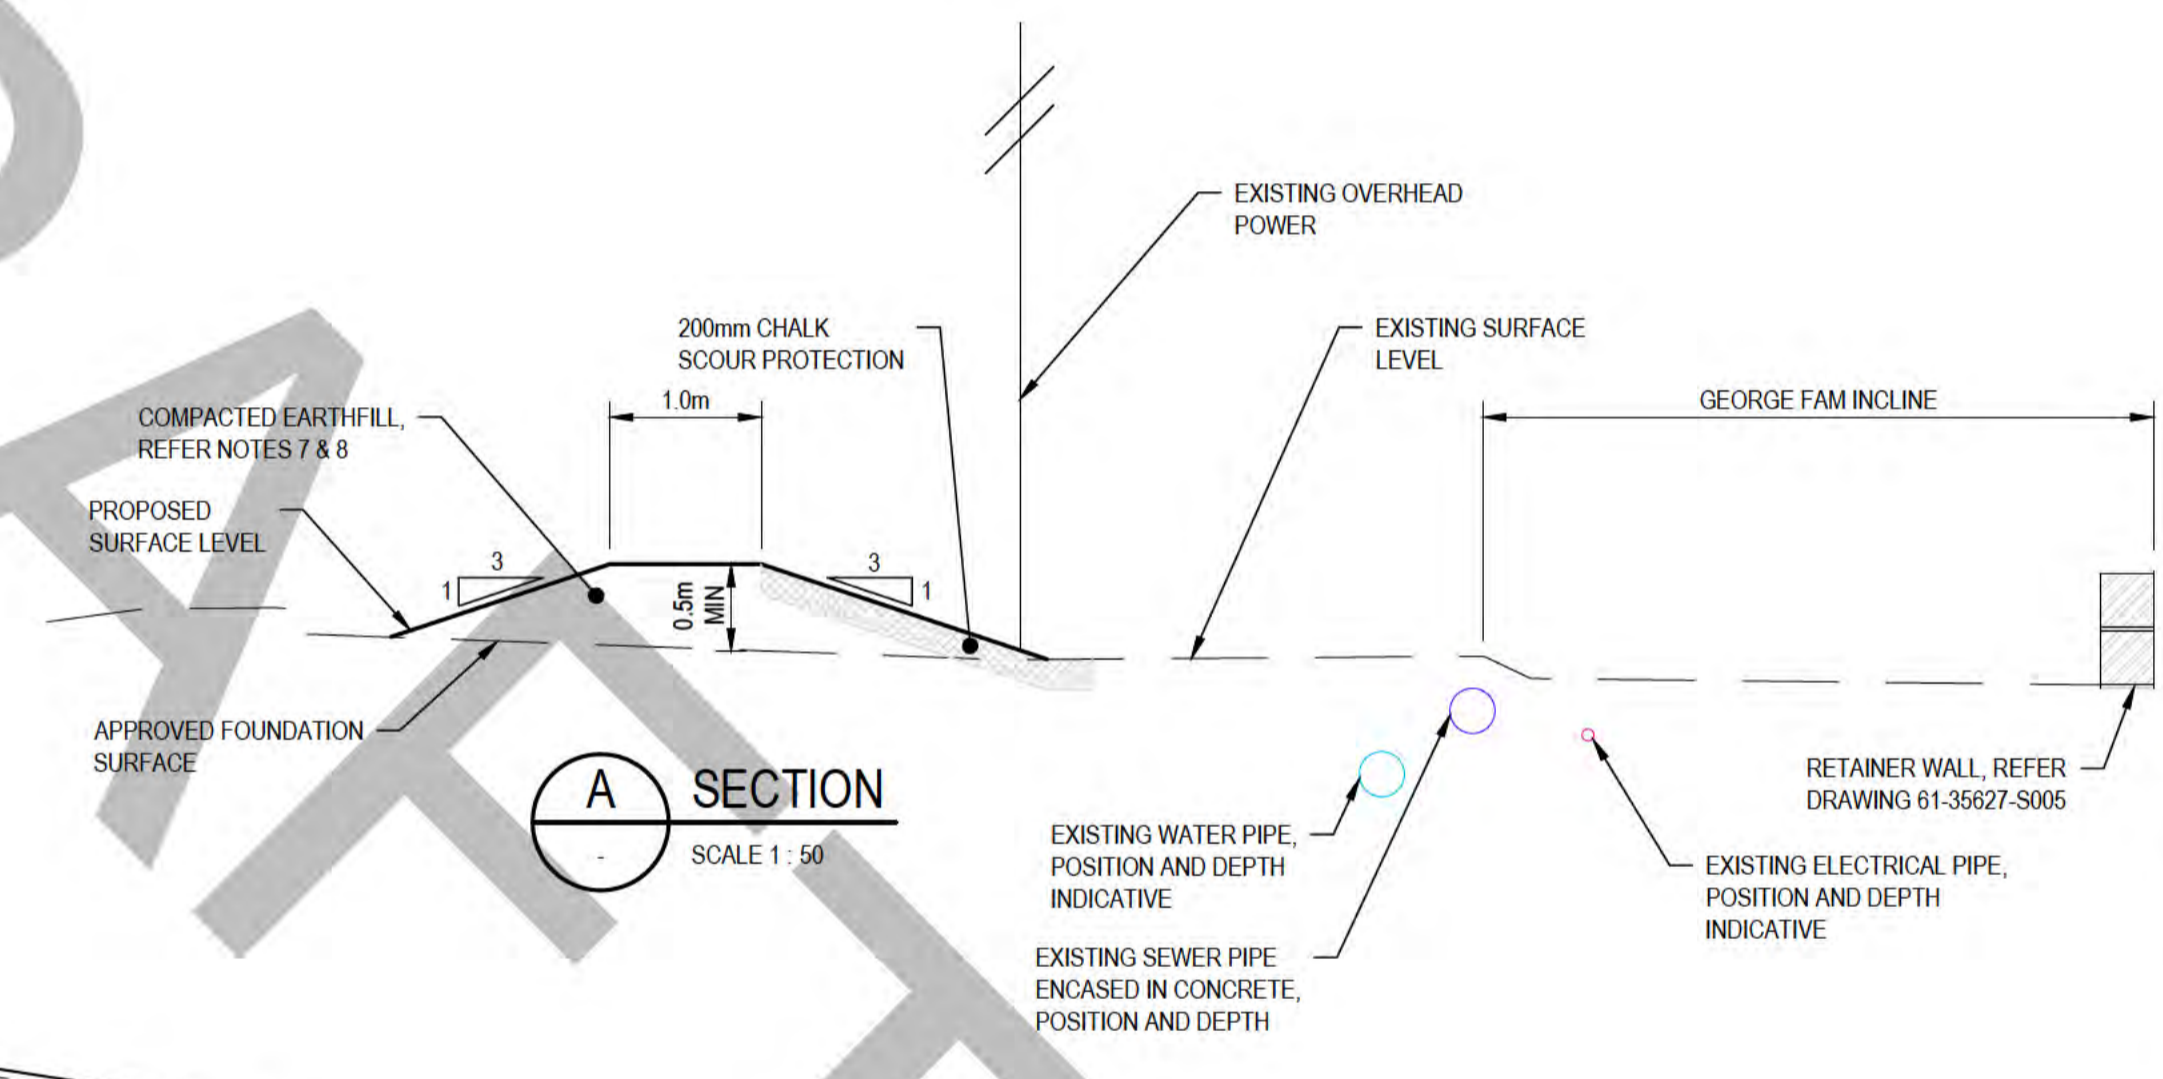 EXISTING OVERHEAD
POWER
200mm CHALK
SCOUR PROTECTION
EXISTING SURFACE
LEVEL
1.0m
GEORGE FAM INCLINE
COMPACTED EARTHFILL,
REFER NOTES 7 & 8
PROPOSED
SURFACE LEVEL
3
1
0.5m
MIN
3
1
APPROVED FOUNDATION
SURFACE
A
SECTION
-
SCALE 1 : 50
RETAINER WALL, REFER
DRAWING 61-35627-S005
EXISTING WATER PIPE,
POSITION AND DEPTH
INDICATIVE
EXISTING ELECTRICAL PIPE,
POSITION AND DEPTH
INDICATIVE
EXISTING SEWER PIPE
ENCASED IN CONCRETE,
POSITION AND DEPTH